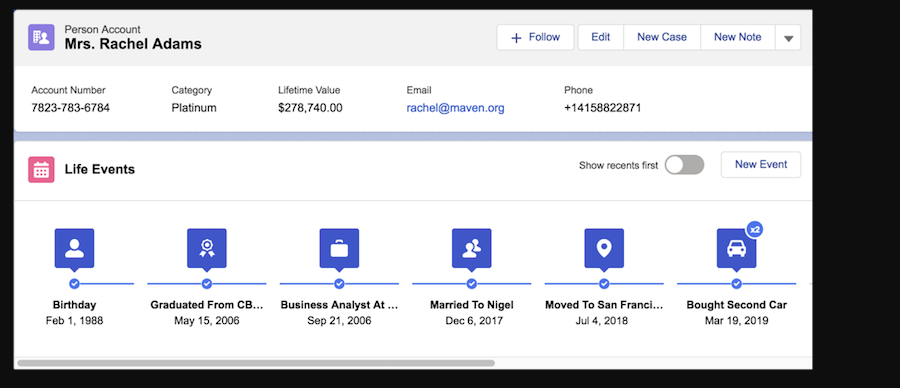 Person Account
Mrs. Rachel Adams
+ Follow
Edit
New Case
New Note
Account Number
Category
Lifetime Value
Email
Phone
7823-783-6784
Platinum
$278,740.00
rachel@maven.org
+14158822871
Life Events
Show recents first
New Event
x2
Birthday
Graduated From CB...
Business Analyst At ...
Married To Nigel
Moved To San Franci...
Bought Second Car
Feb 1, 1988
May 15, 2006
Sep 21, 2006
Dec 6, 2017
Jul 4, 2018
Mar 19, 2019